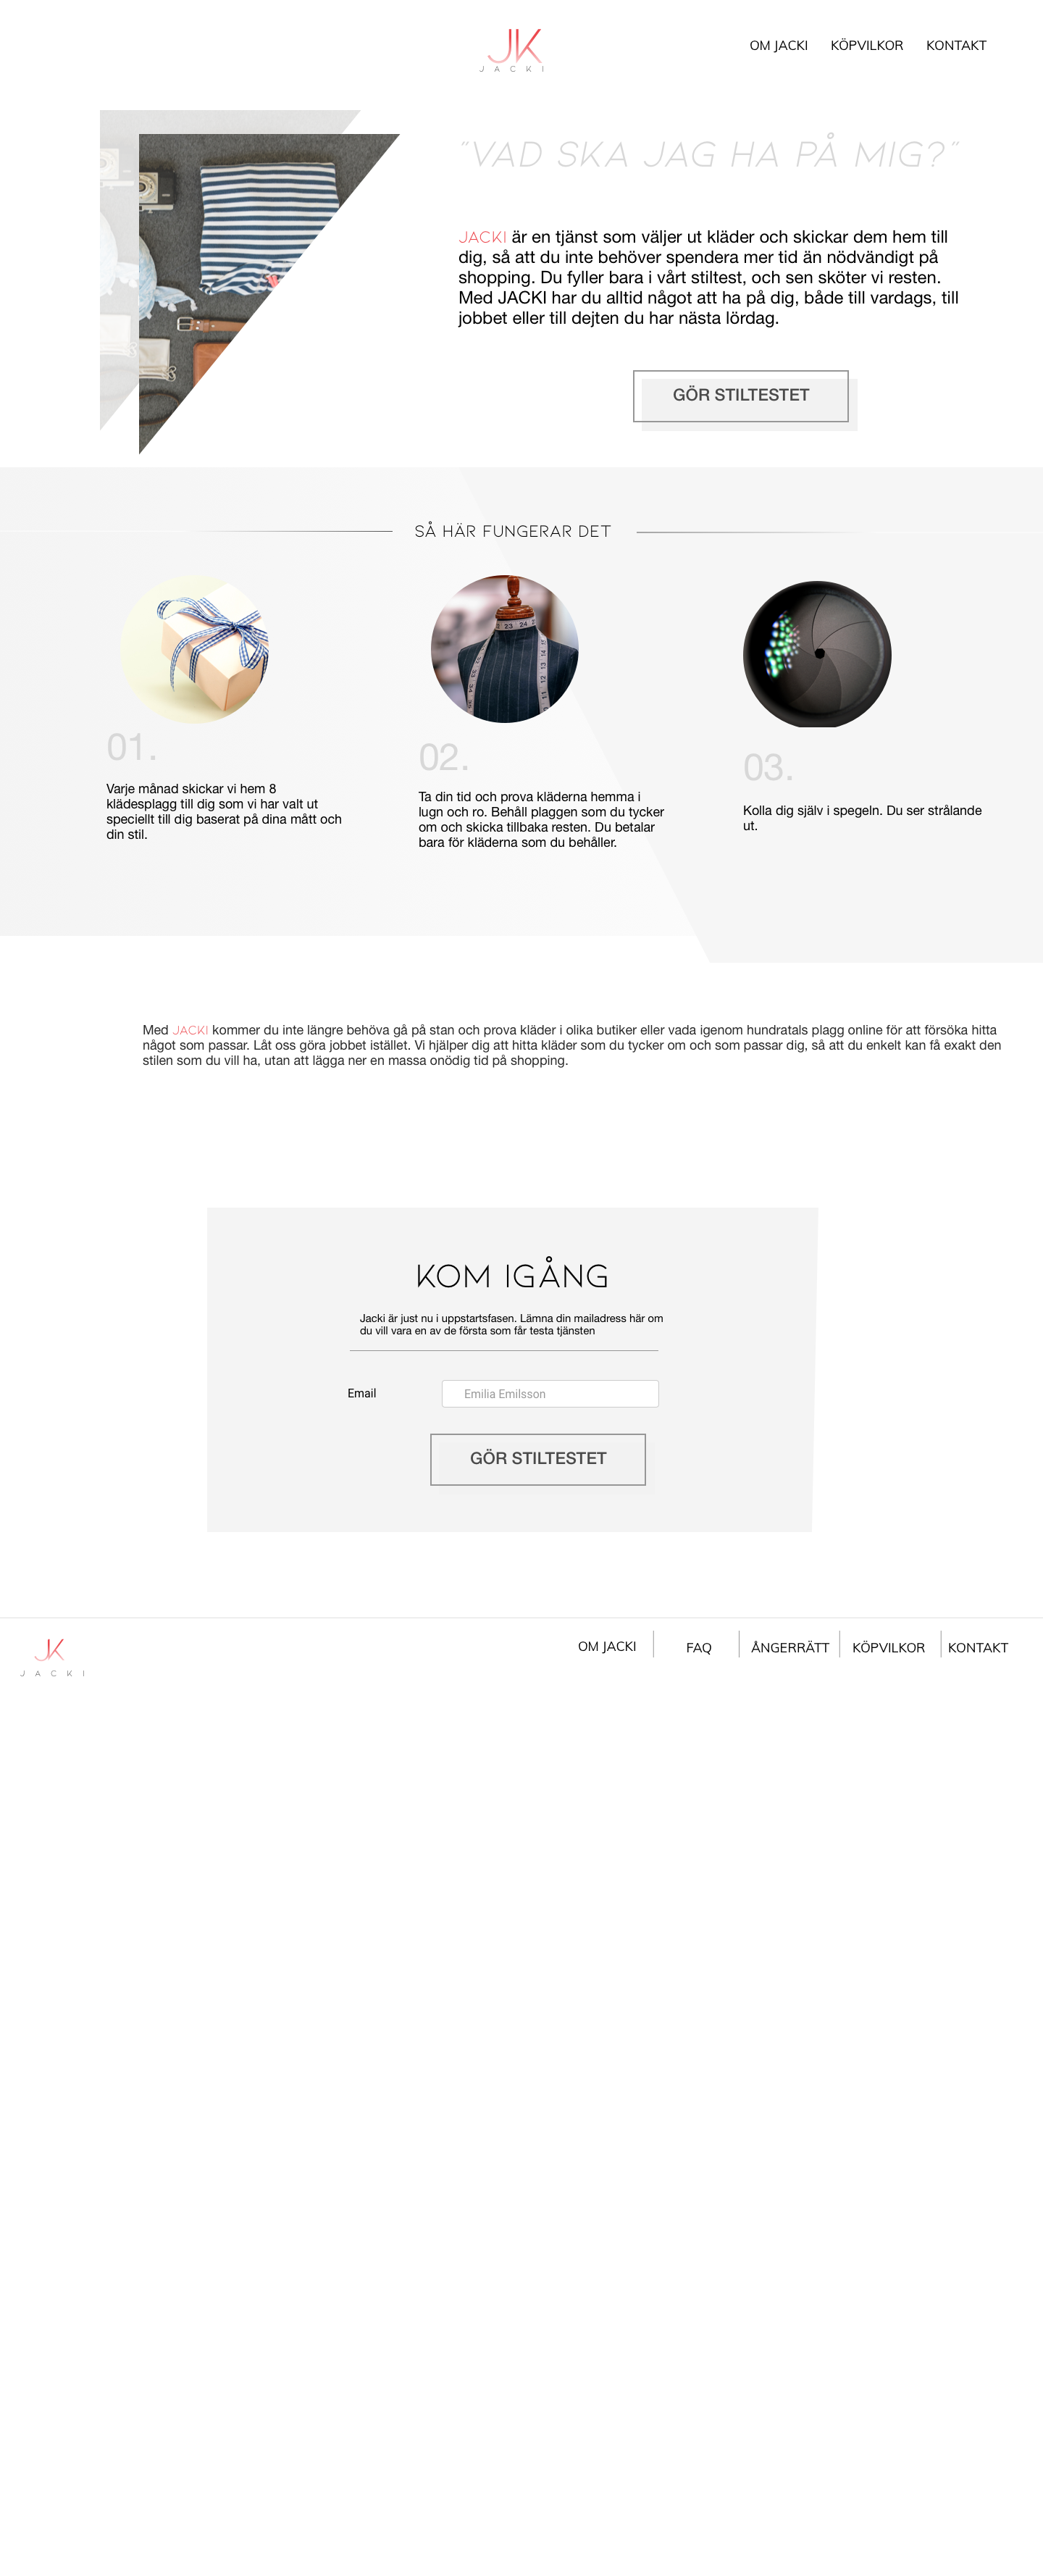 JK
JACKI
OM JACKI KÖPVILKOR KONTAKT
"VAD SKA JAG HA PÅ MIG?"
JACKI är en tjänst som väljer ut kläder och skickar dem hem till
dig, så att du inte behöver spendera mer tid än nödvändigt på
shopping. Du fyller bara i vårt stiltest, och sen sköter vi resten.
Med JACKI har du alltid något att ha på dig, både till vardags, till
jobbet eller till dejten du har nästa lördag.
GÖR STILTESTET
SÅ HÄR FUNGERAR DET
01.
Varje månad skickar vi hem 8
klädesplagg till dig som vi har valt ut
speciellt till dig baserat på dina mått och
din stil.
02.
Ta din tid och prova kläderna hemma i
lugn och ro. Behåll plaggen som du tycker
om och skicka tillbaka resten. Du betalar
bara för kläderna som du behåller.
03.
Kolla dig själv i spegeln. Du ser strålande
ut.
Med JACKI kommer du inte längre behöva gå på stan och prova kläder i olika butiker eller vada igenom hundratals plagg online för att försöka hitta
något som passar. Låt oss göra jobbet istället. Vi hjälper dig att hitta kläder som du tycker om och som passar dig, så att du enkelt kan få exakt den
stilen som du vill ha, utan att lägga ner en massa onödig tid på shopping.
KOM IGÅNG
Jacki är just nu i uppstartsfasen. Lämna din mailadress här om
du vill vara en av de första som får testa tjänsten
Email
Emilia Emilsson
GÖR STILTESTET
JK
JACKI
OM JACKI FAQ ÅNGERRÄTT KÖPVILKOR KONTAKT